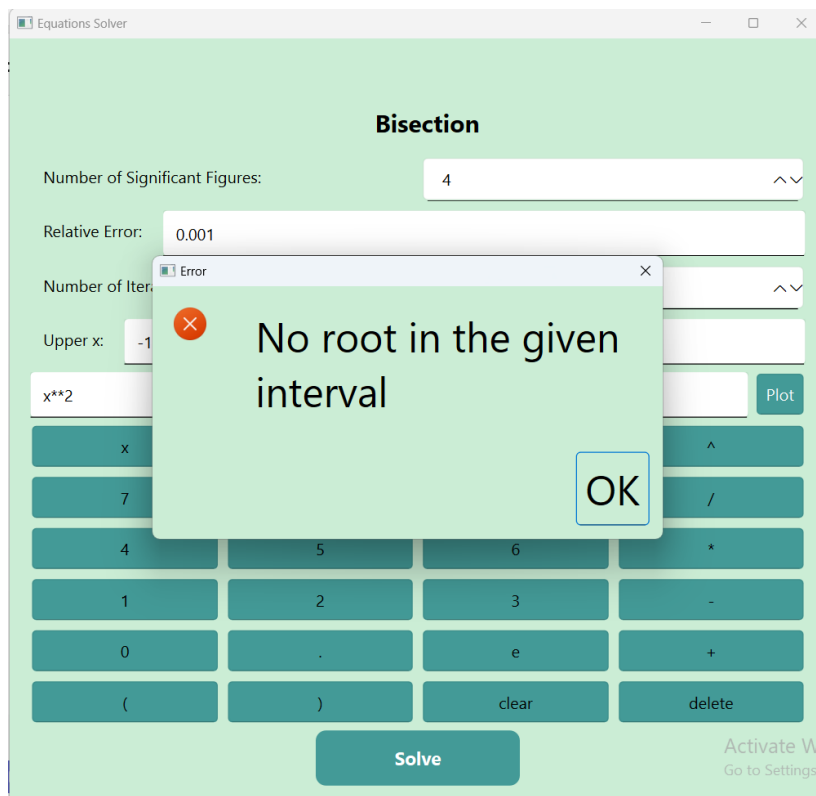 Equations Solver
Bisection
Number of Significant Figures: 4
Relative Error: 0.001
Error
Number of
No root in the given
interval
Upper x: -1
x**2 Plot
x ^
7 /
OK
4 5 6 *
1 2 3 -
0 . e +
( ) clear delete
Solve
Activate
Go to Settings